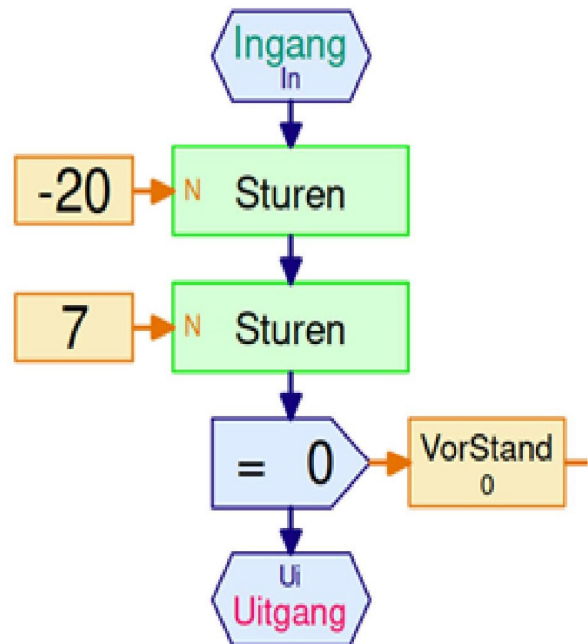 Ingang
In
-20
N Sturen
7
N Sturen
= 0
VorStand
0
Ui
Uitgang